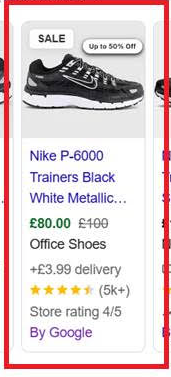 SALE
Up to 50% Off
Nike P-6000
Trainers Black
White Metallic...
£80.00 £100
Office Shoes
+£3.99 delivery
(5k+)
Store rating 4/5
By Google